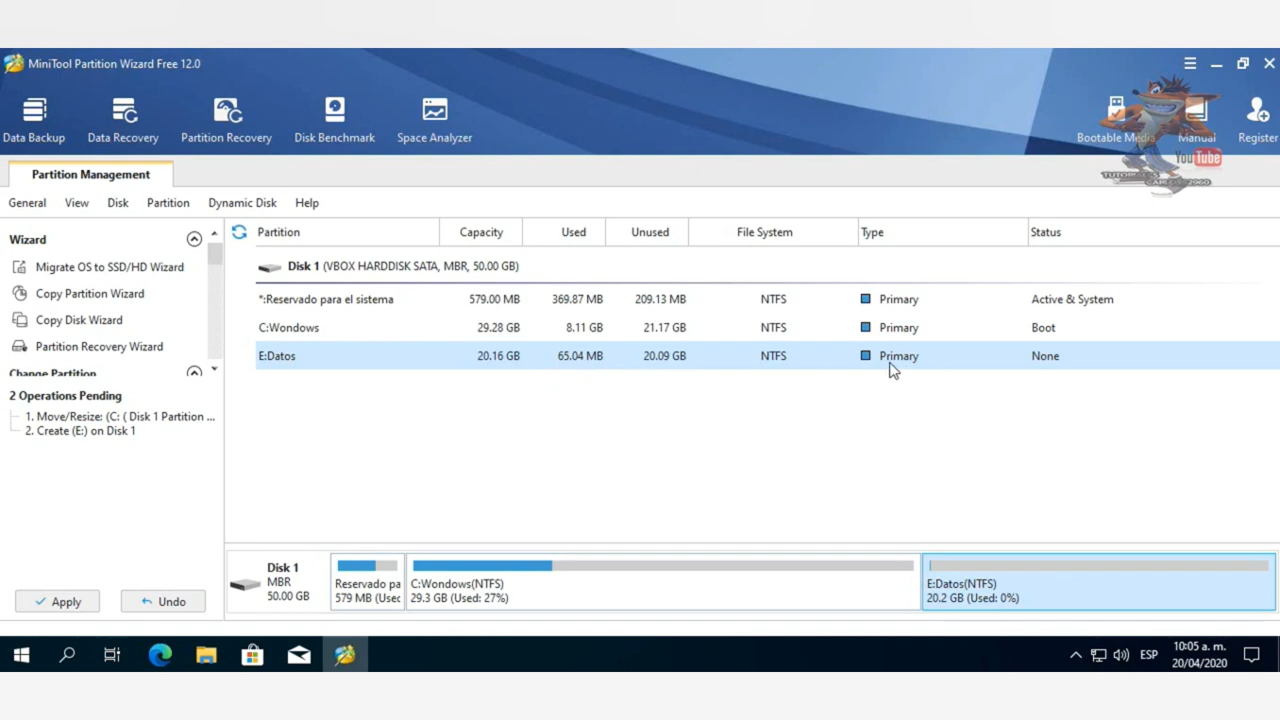 MiniTool Partition Wizard Free 12.0
Data Backup
Data Recovery
Partition Recovery
Disk Benchmark
Space Analyzer
Bootable Media
Manual
Register
YouTube
Partition Management
General View Disk Partition Dynamic Disk Help
Wizard
Migrate OS to SSD/HD Wizard
Copy Partition Wizard
Copy Disk Wizard
Partition Recovery Wizard
Change Partition
2 Operations Pending
1. Move/Resize: (C: ( Disk 1 Partition ...
2. Create (E:) on Disk 1
Apply Undo
Partition Capacity Used Unused File System Type Status
Disk 1 (VBOX HARDDISK SATA, MBR, 50.00 GB)
*:Reservado para el sistema 579.00 MB 369.87 MB 209.13 MB NTFS Primary Active & System
C:Wondows 29.28 GB 8.11 GB 21.17 GB NTFS Primary Boot
E:Datos 20.16 GB 65.04 MB 20.09 GB NTFS Primary None
Disk 1
MBR
50.00 GB
Reservado pa
579 MB (Usec
C:Wondows(NTFS)
29.3 GB (Used: 27%)
E:Datos(NTFS)
20.2 GB (Used: 0%)
ESP
10:05 a. m.
20/04/2020